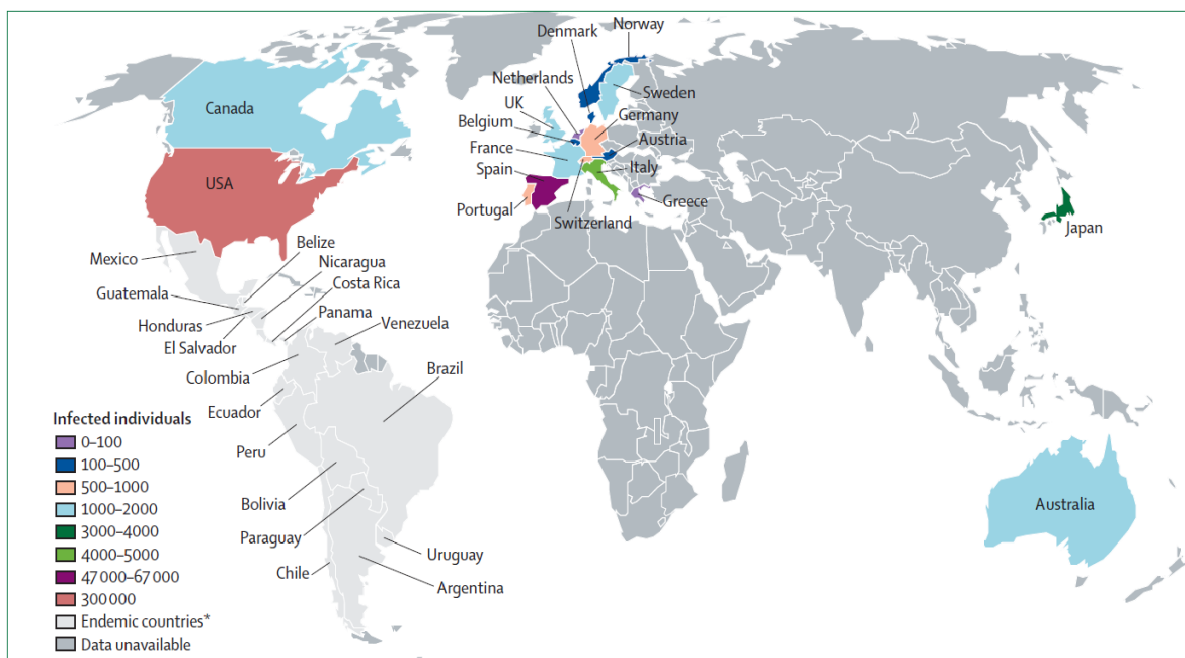 Norway
Denmark
Netherlands
Canada
UK
Sweden
Belgium
Germany
France
Austria
USA
Spain
Italy
Portugal
Greece
Switzerland
Japan
Belize
Mexico
Nicaragua
Costa Rica
Guatemala
Panama
Honduras
Venezuela
El Salvador
Colombia
Brazil
Ecuador
Infected individuals
0–100
Peru
100–500
500–1000
1000–2000
Bolivia
Australia
3000–4000
Paraguay
4000–5000
Uruguay
47 000–67 000
Chile
Argentina
300 000
Endemic countries*
Data unavailable